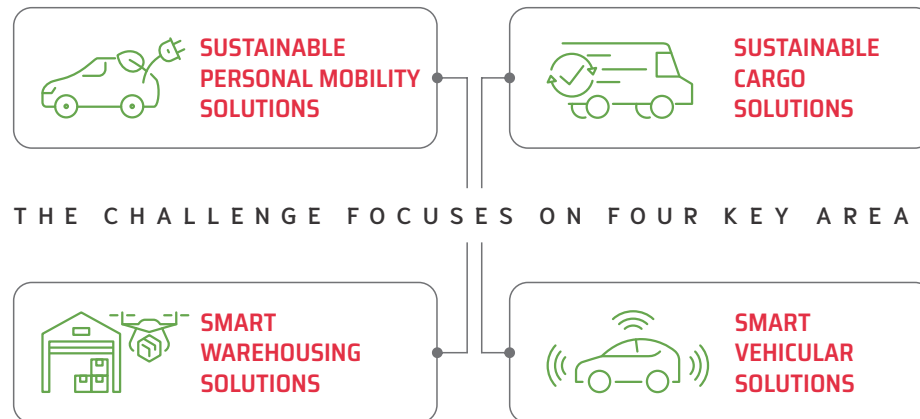 SUSTAINABLE
PERSONAL MOBILITY
SOLUTIONS
SUSTAINABLE
CARGO
SOLUTIONS
THE CHALLENGE FOCUSES ON FOUR KEY AREA
SMART
WAREHOUSING
SOLUTIONS
SMART
VEHICULAR
SOLUTIONS